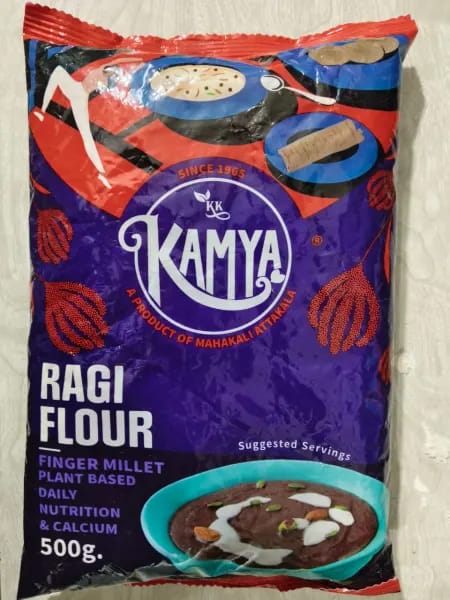 SINCE 1965
KK
KAMYA
®
A PRODUCT OF MAHAKALI ATTAKALA
RAGI
FLOUR
FINGER MILLET
PLANT BASED
DAILY
NUTRITION
& CALCIUM
500g.
Suggested Servings